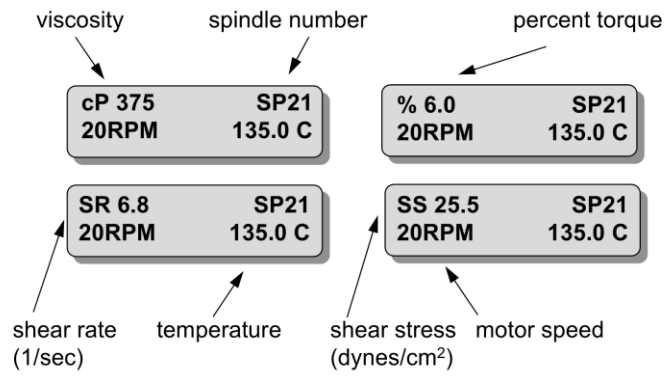 viscosity spindle number percent torque
cP 375 SP21
20RPM 135.0 C
% 6.0 SP21
20RPM 135.0 C
SR 6.8 SP21
20RPM 135.0 C
SS 25.5 SP21
20RPM 135.0 C
shear rate
(1/sec)
temperature
shear stress
(dynes/cm²)
motor speed